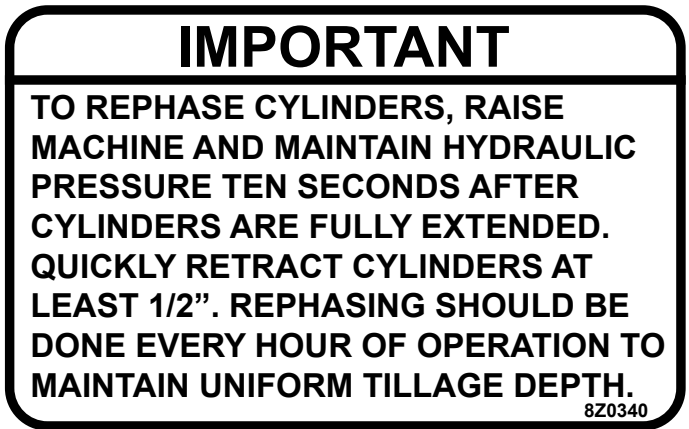 IMPORTANT
TO REPHASE CYLINDERS, RAISE
MACHINE AND MAINTAIN HYDRAULIC
PRESSURE TEN SECONDS AFTER
CYLINDERS ARE FULLY EXTENDED.
QUICKLY RETRACT CYLINDERS AT
LEAST 1/2”. REPHASING SHOULD BE
DONE EVERY HOUR OF OPERATION TO
MAINTAIN UNIFORM TILLAGE DEPTH.
8Z0340